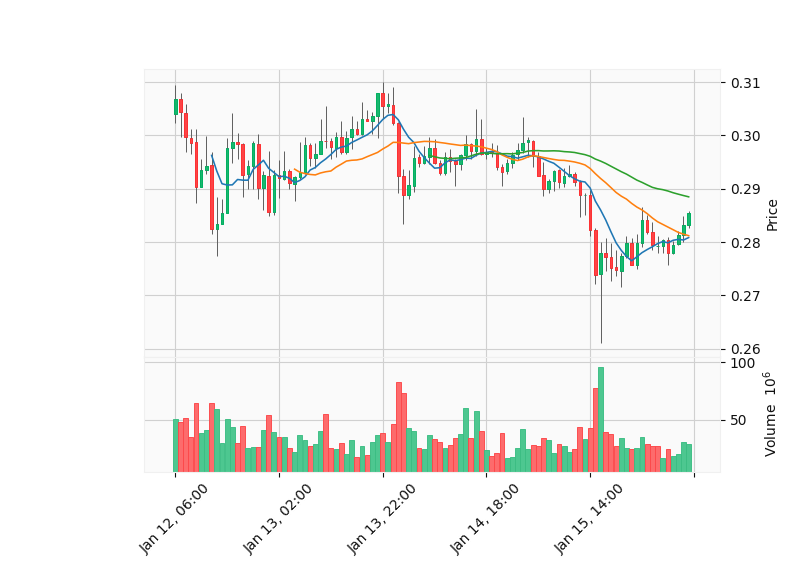 0.31
0.30
0.29
0.28
0.27
0.26
Price
100
50
Volume 10^6
Jan 12, 06:00
Jan 13, 02:00
Jan 13, 22:00
Jan 14, 18:00
Jan 15, 14:00